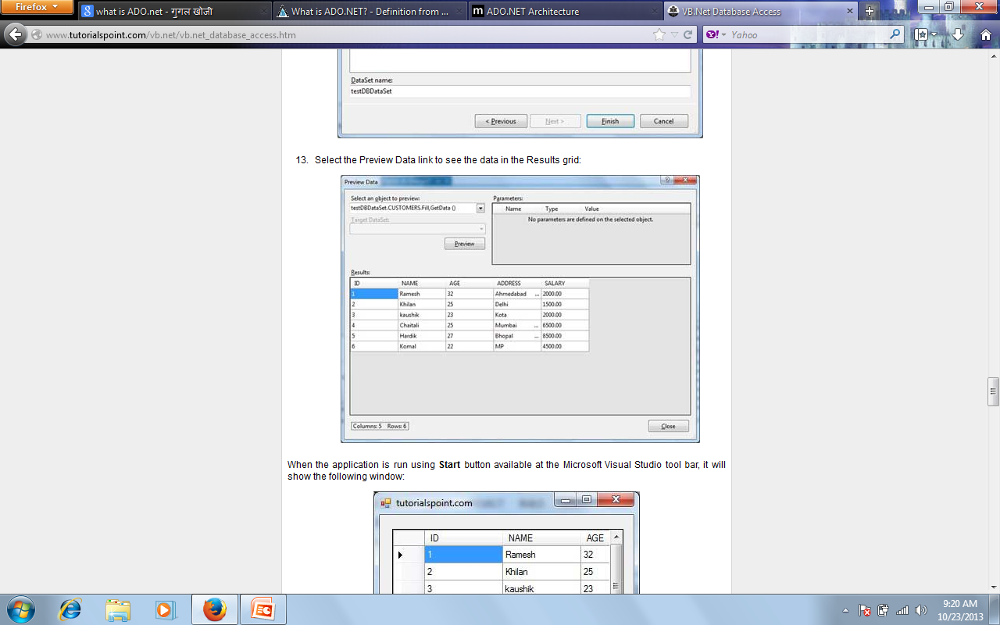 Firefox
what is ADO.net - गुगल खोजी
What is ADO.NET? - Definition from ...
ADO.NET Architecture
VB.Net Database Access
www.tutorialspoint.com/vb.net/vb.net_database_access.htm
Yahoo
DataSet name:
testDBDataSet
< Previous
Next >
Finish
Cancel
13. Select the Preview Data link to see the data in the Results grid:
Preview Data
Select an object to preview:
testDBDataSet.CUSTOMERS.Fill,GetData ()
Target DataSet:
Preview
Parameters:
Name Type Value
No parameters are defined on the selected object.
Results:
ID NAME AGE ADDRESS SALARY
1 Ramesh 32 Ahmedabad ... 2000.00
2 Khilan 25 Delhi 1500.00
3 kaushik 23 Kota 2000.00
4 Chaitali 25 Mumbai ... 6500.00
5 Hardik 27 Bhopal ... 8500.00
6 Komal 22 MP 4500.00
Columns: 5 Rows: 6
Close
When the application is run using Start button available at the Microsoft Visual Studio tool bar, it will
show the following window:
tutorialspoint.com
ID NAME AGE
1 Ramesh 32
2 Khilan 25
3 kaushik 23
9:20 AM
10/23/2013